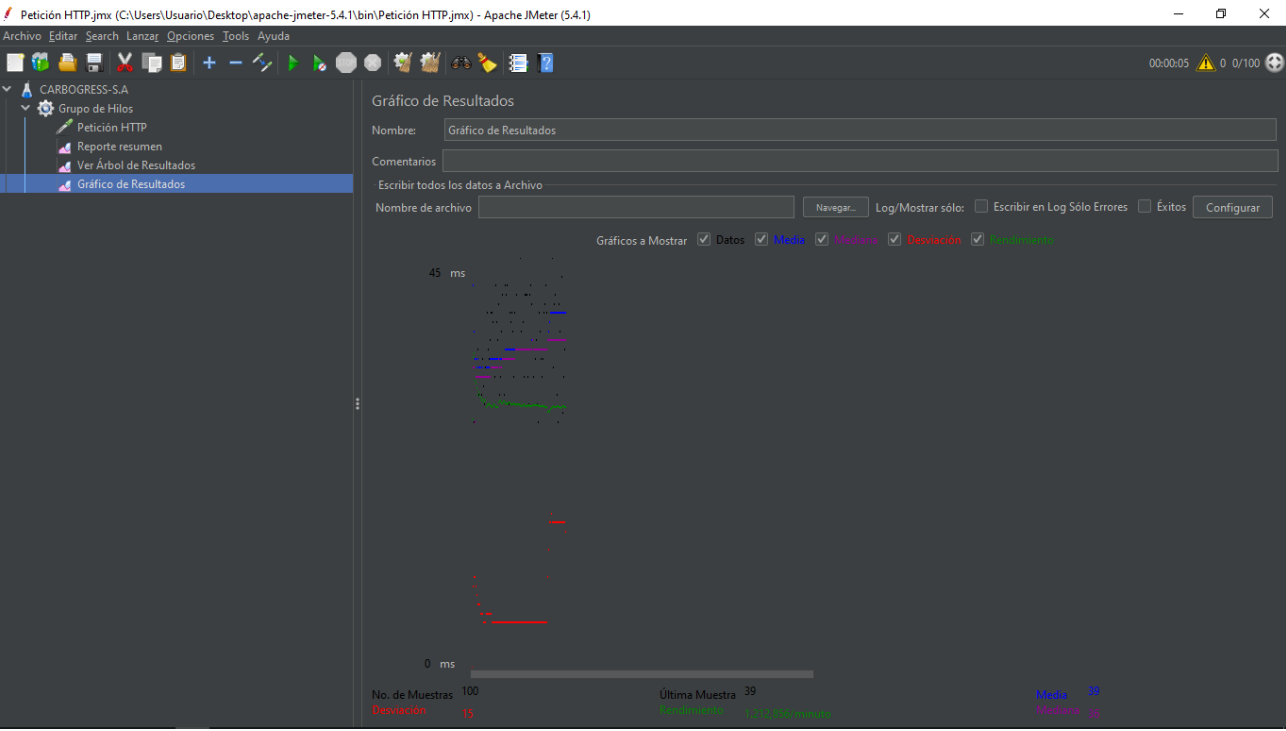 Petición HTTP.jmx (C:\Users\Usuario\Desktop\apache-jmeter-5.4.1\bin\Petición HTTP.jmx) - Apache JMeter (5.4.1)
Archivo Editar Search Lanzar Opciones Tools Ayuda
00:00:05 0 0/100
CARBOGRESS-S.A
Grupo de Hilos
Petición HTTP
Reporte resumen
Ver Árbol de Resultados
Gráfico de Resultados
Gráfico de Resultados
Nombre: Gráfico de Resultados
Comentarios
Escribir todos los datos a Archivo
Nombre de archivo Navegar... Log/Mostrar sólo: Escribir en Log Sólo Errores Éxitos Configurar
Gráficos a Mostrar Datos Media Mediana Desviación Rendimiento
45 ms
0 ms
No. de Muestras 100 Última Muestra 39 Media 39
Desviación 15 Rendimiento 1,212,056/minuto Mediana